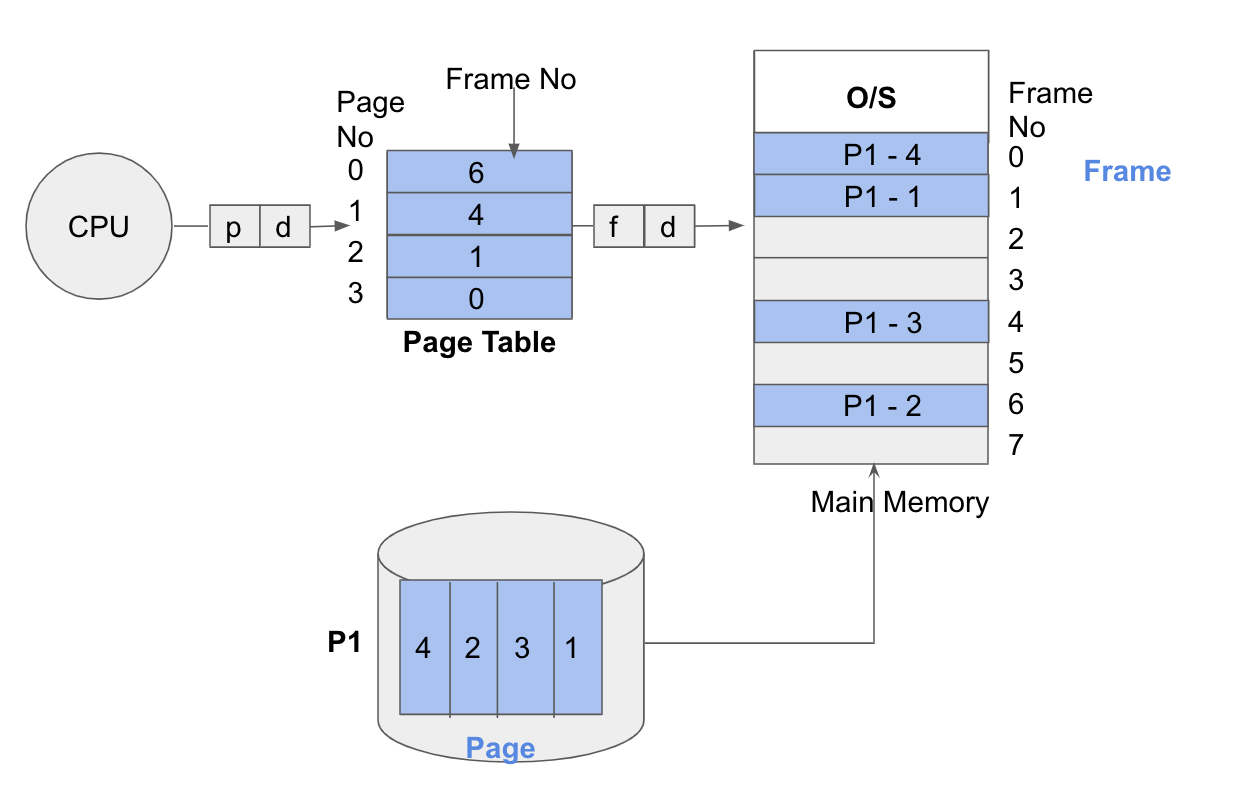 Frame No
Page
No
0
1
2
3
6
4
1
0
Page Table
CPU
p d
f d
O/S
P1 - 4
P1 - 1
P1 - 3
P1 - 2
Frame
No
0
1
2
3
4
5
6
7
Frame
Main Memory
P1
4 2 3 1
Page